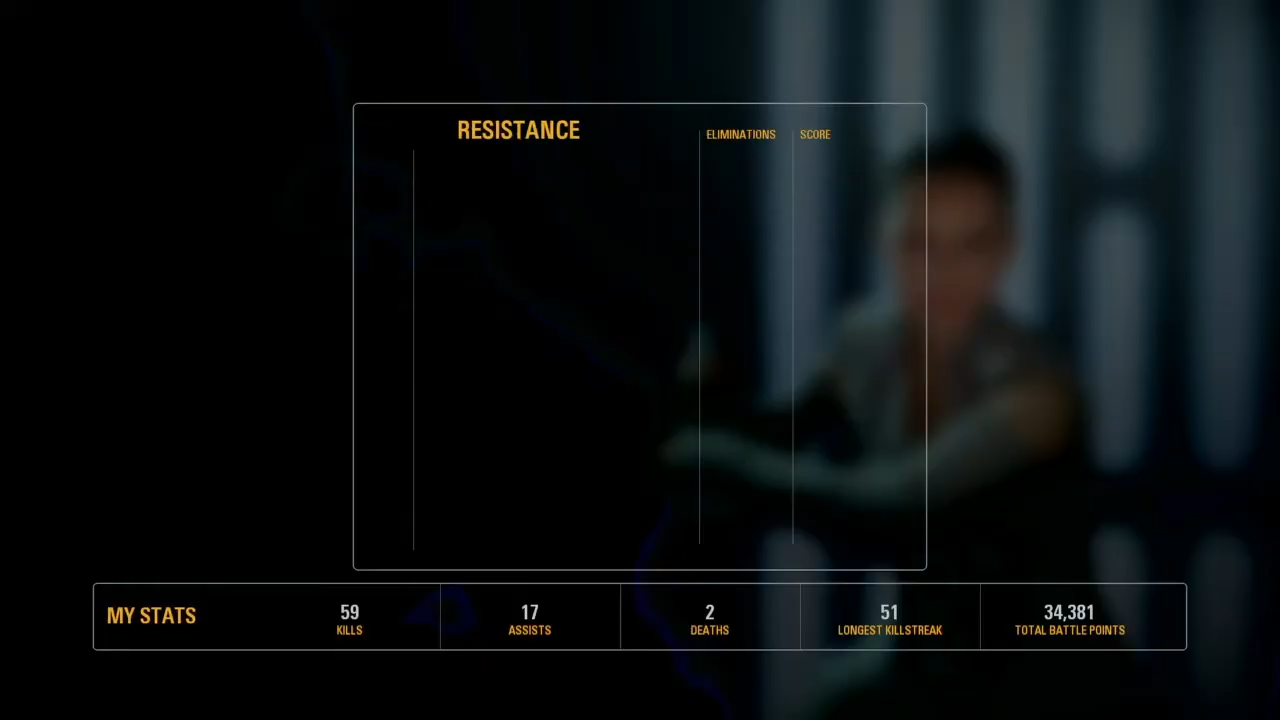 RESISTANCE
ELIMINATIONS SCORE
MY STATS
59 17 2 51 34,381
KILLS ASSISTS DEATHS LONGEST KILLSTREAK TOTAL BATTLE POINTS